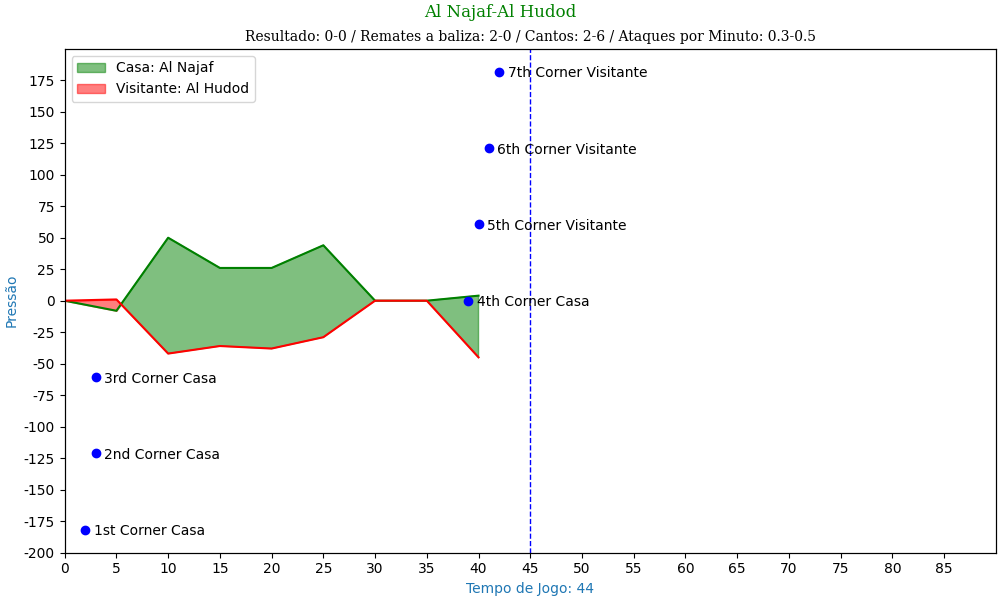 Al Najaf-Al Hudod
Resultado: 0-0 / Remates a baliza: 2-0 / Cantos: 2-6 / Ataques por Minuto: 0.3-0.5
Casa: Al Najaf
Visitante: Al Hudod
7th Corner Visitante
6th Corner Visitante
5th Corner Visitante
4th Corner Casa
3rd Corner Casa
2nd Corner Casa
1st Corner Casa
Pressão
175
150
125
100
75
50
25
0
-25
-50
-75
-100
-125
-150
-175
-200
0 5 10 15 20 25 30 35 40 45 50 55 60 65 70 75 80 85
Tempo de Jogo: 44